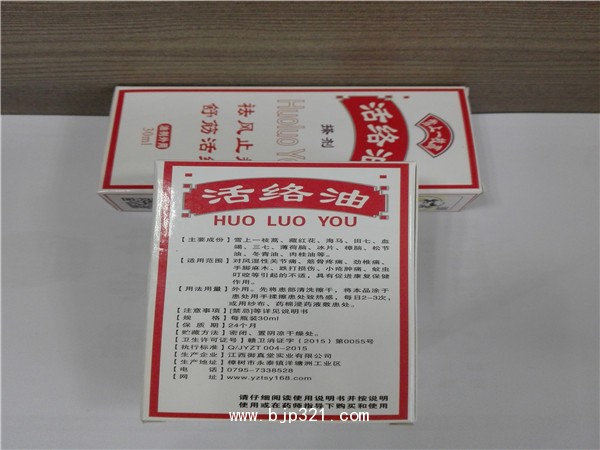 活络油
搽剂
Huoluo Yo
祛风止
舒筋活
30ml
活络油
HUO LUO YOU
【主要成份】雪上一枝蒿、藏红花、海马、田七、血
竭、三七、薄荷脑、冰片、樟脑、松节
油、冬青油、肉桂油等。
【适用范围】对风湿性关节痛、筋骨疼痛、劲椎痛、
手脚麻木、跌打损伤、小疮肿痛、蚊虫
叮咬等引起的不适,具有促进康复保健
作用。
【用法用量】外用。先将患部清洗擦干,将本品涂于
患处用手揉擦患处致热感,每日2-3次,
或用纱布、药棉浸药液敷患处。
【注意事项】[禁忌]等详见说明书
【规 格】每瓶装30ml
【保 质 期】24个月
【贮藏方法】密闭、置阴凉干燥处。
【卫生许可证号】赣卫消证字(2015)第0055号
【执行标准】Q/JYZT 004-2015
【生产企业】江西御真堂实业有限公司
【生产地址】樟树市永泰镇洋塘洲工业区
【电 话】0795-7338528
【网 址】www.yztsy168.com
请仔细阅读使用说明书并按说明
使用或在药师指导下购买和使用
www.bjp321.com